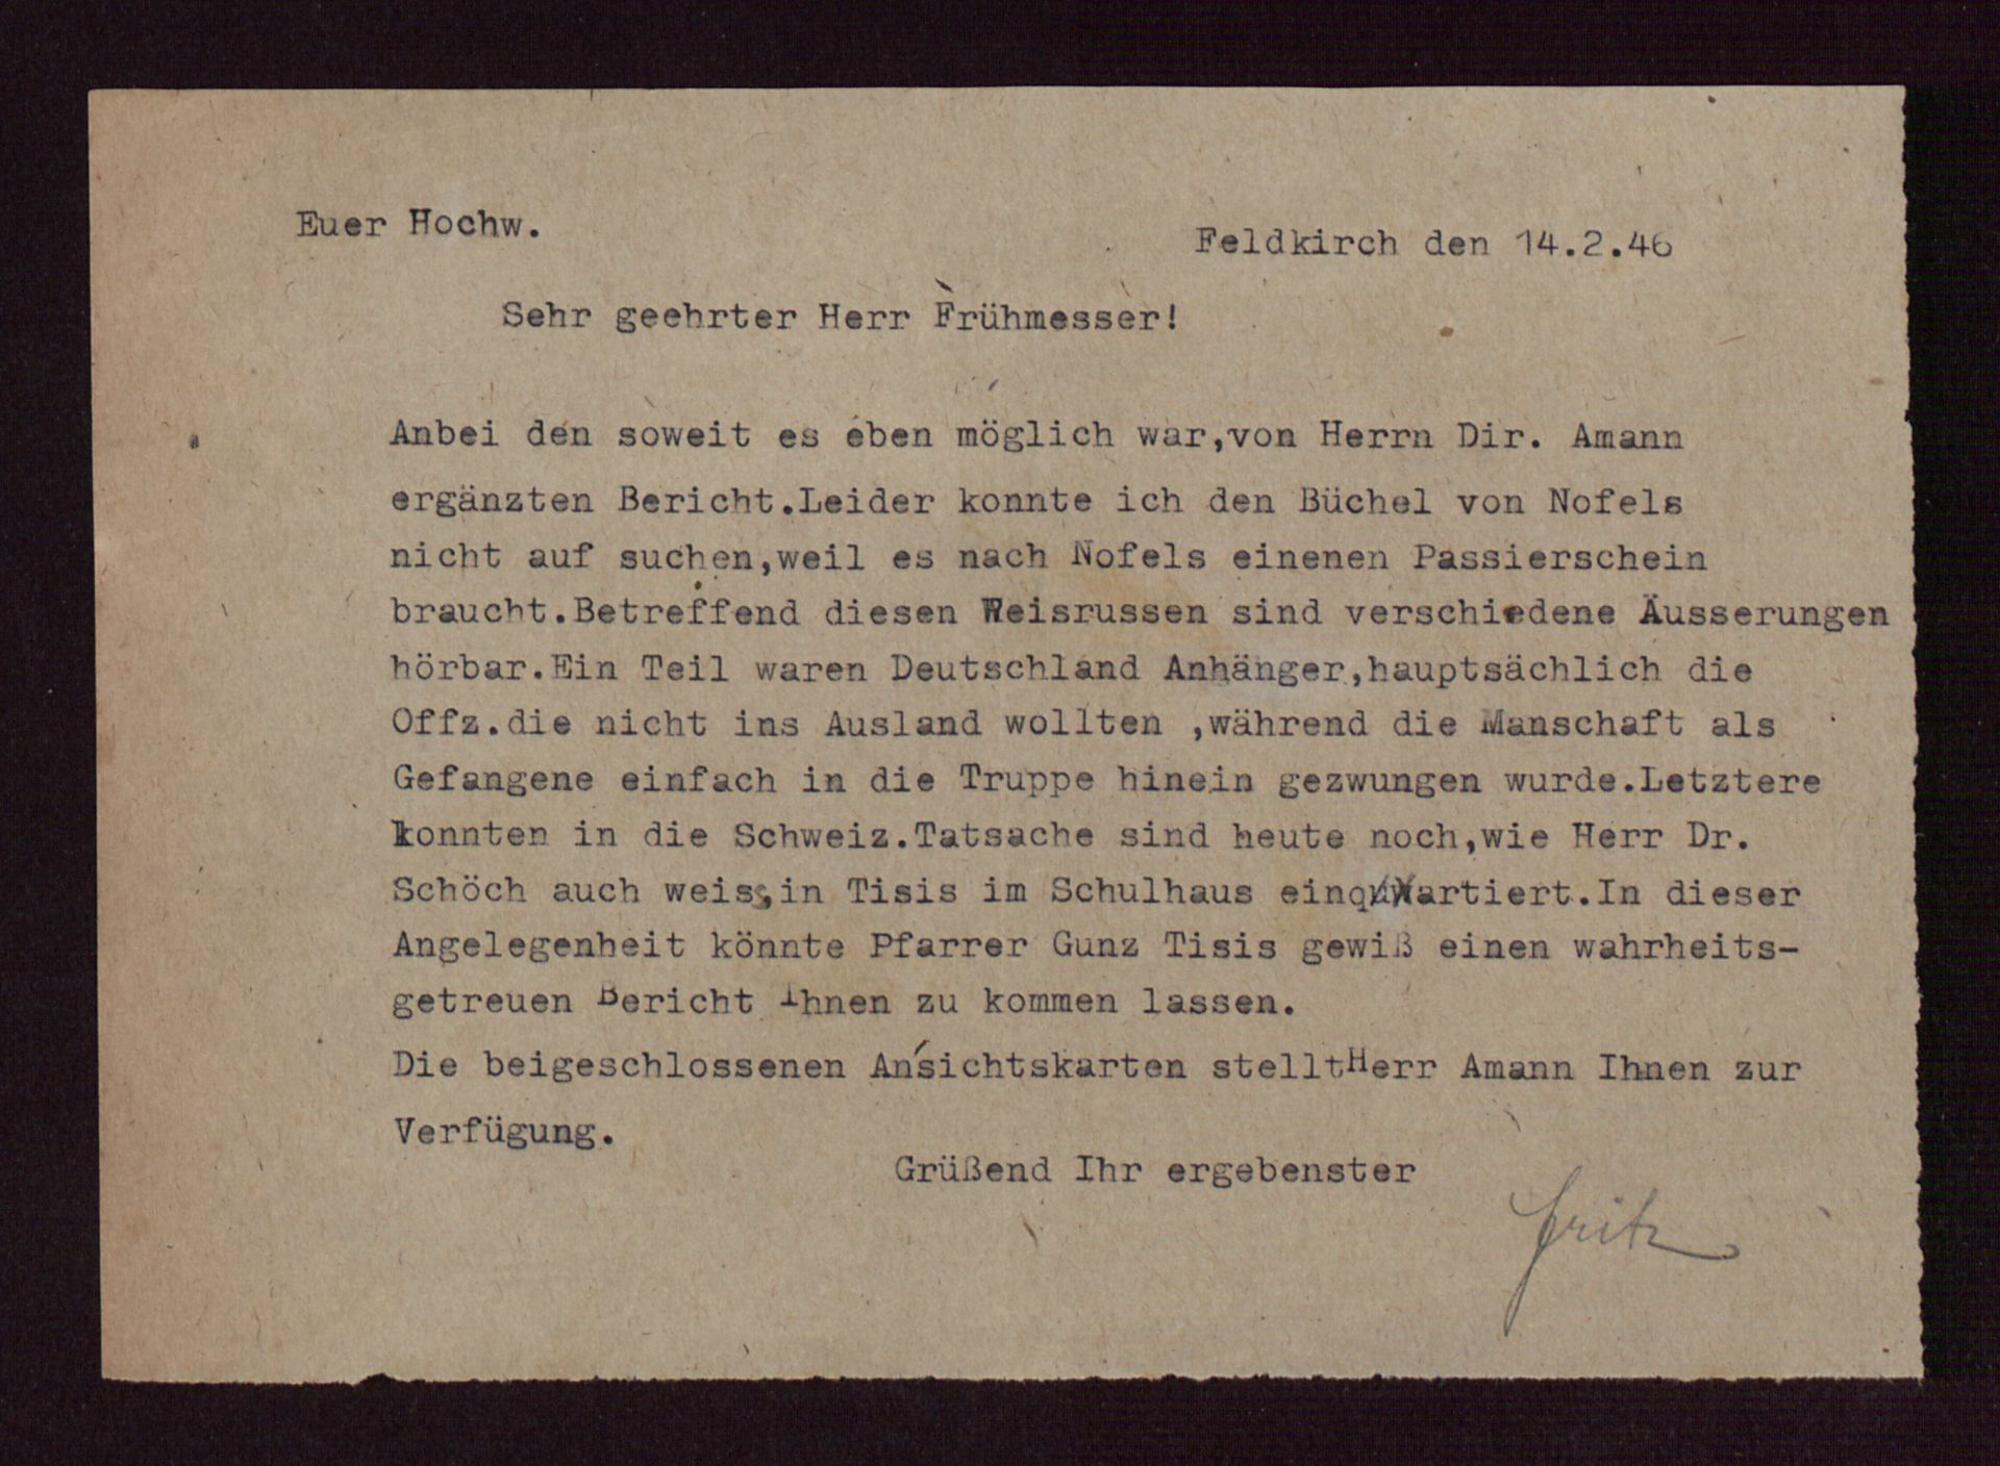 Euer Hochw.
Feldkirch den 14.2.46
Sehr geehrter Herr Frühmesser!
Anbei den soweit es eben möglich war,von Herrn Dir. Amann
ergänzten Bericht.Leider konnte ich den Büchel von Nofels
nicht auf suchen,weil es nach Nofels einenen Passierschein
braucht.Betreffend diesen Weisrussen sind verschiedene Äusserungen
hörbar.Ein Teil waren Deutschland Anhänger,hauptsächlich die
Offz.die nicht ins Ausland wollten ,während die Manschaft als
Gefangene einfach in die Truppe hinein gezwungen wurde.Letztere
konnten in die Schweiz.Tatsache sind heute noch,wie Herr Dr.
Schöch auch weiss,in Tisis im Schulhaus einquartiert.In dieser
Angelegenheit könnte Pfarrer Gunz Tisis gewiß einen wahrheits-
getreuen Bericht Ihnen zu kommen lassen.
Die beigeschlossenen Ansichtskarten stelltHerr Amann Ihnen zur
Verfügung.
Grüßend Ihr ergebenster
Fritz